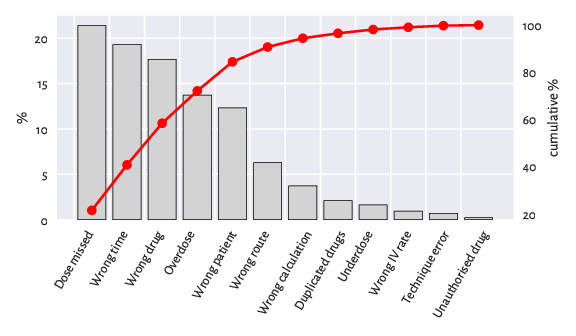 %
20
15
10
5
0
100
80
60
40
20
cumulative %
Dose missed
Wrong time
Wrong drug
Overdose
Wrong patient
Wrong route
Wrong calculation
Duplicated drugs
Underdose
Wrong IV rate
Technique error
Unauthorised drug